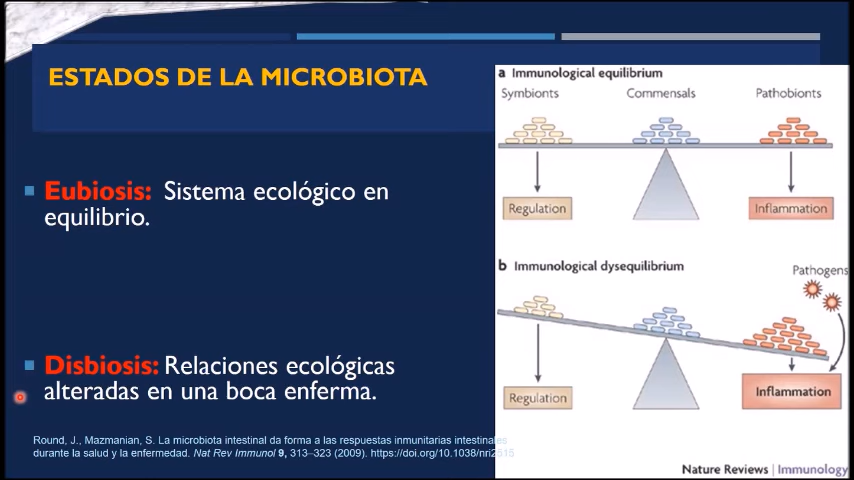 ESTADOS DE LA MICROBIOTA
Eubiosis: Sistema ecológico en
equilibrio.
Disbiosis: Relaciones ecológicas
alteradas en una boca enferma.
Round, J., Mazmanian, S. La microbiota intestinal da forma a las respuestas inmunitarias intestinales
durante la salud y la enfermedad. Nat Rev Immunol 9, 313–323 (2009). https://doi.org/10.1038/nri2515
a Immunological equilibrium
Symbionts Commensals Pathobionts
Regulation Inflammation
b Immunological dysequilibrium
Pathogens
Regulation Inflammation
Nature Reviews | Immunology